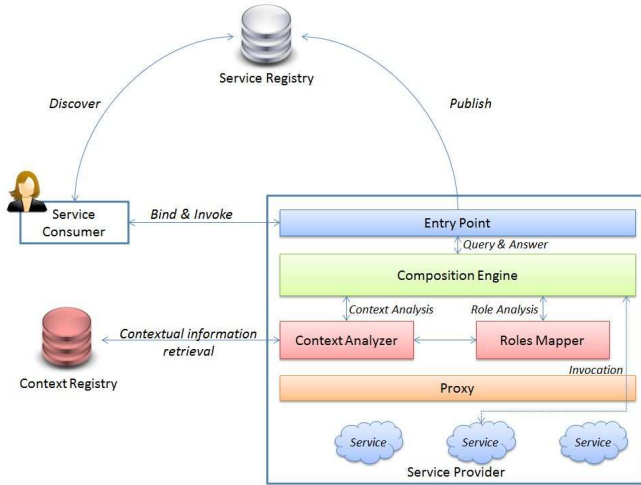 Service Registry
Discover
Publish
Service
Consumer
Bind & Invoke
Entry Point
Query & Answer
Composition Engine
Context Analysis
Role Analysis
Contextual information
retrieval
Context Analyzer
Roles Mapper
Context Registry
Invocation
Proxy
Service
Service
Service
Service Provider